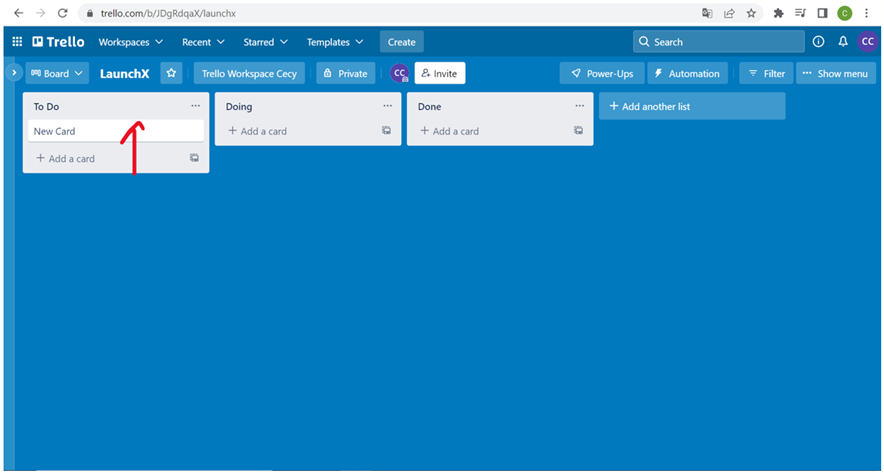 trello.com/b/JDgRdqaX/launchx
C
Trello Workspaces Recent Starred Templates Create Search CC
Board LaunchX Trello Workspace Cecy Private CC Invite Power-Ups Automation Filter Show menu
To Do Doing Done + Add another list
New Card + Add a card + Add a card
+ Add a card